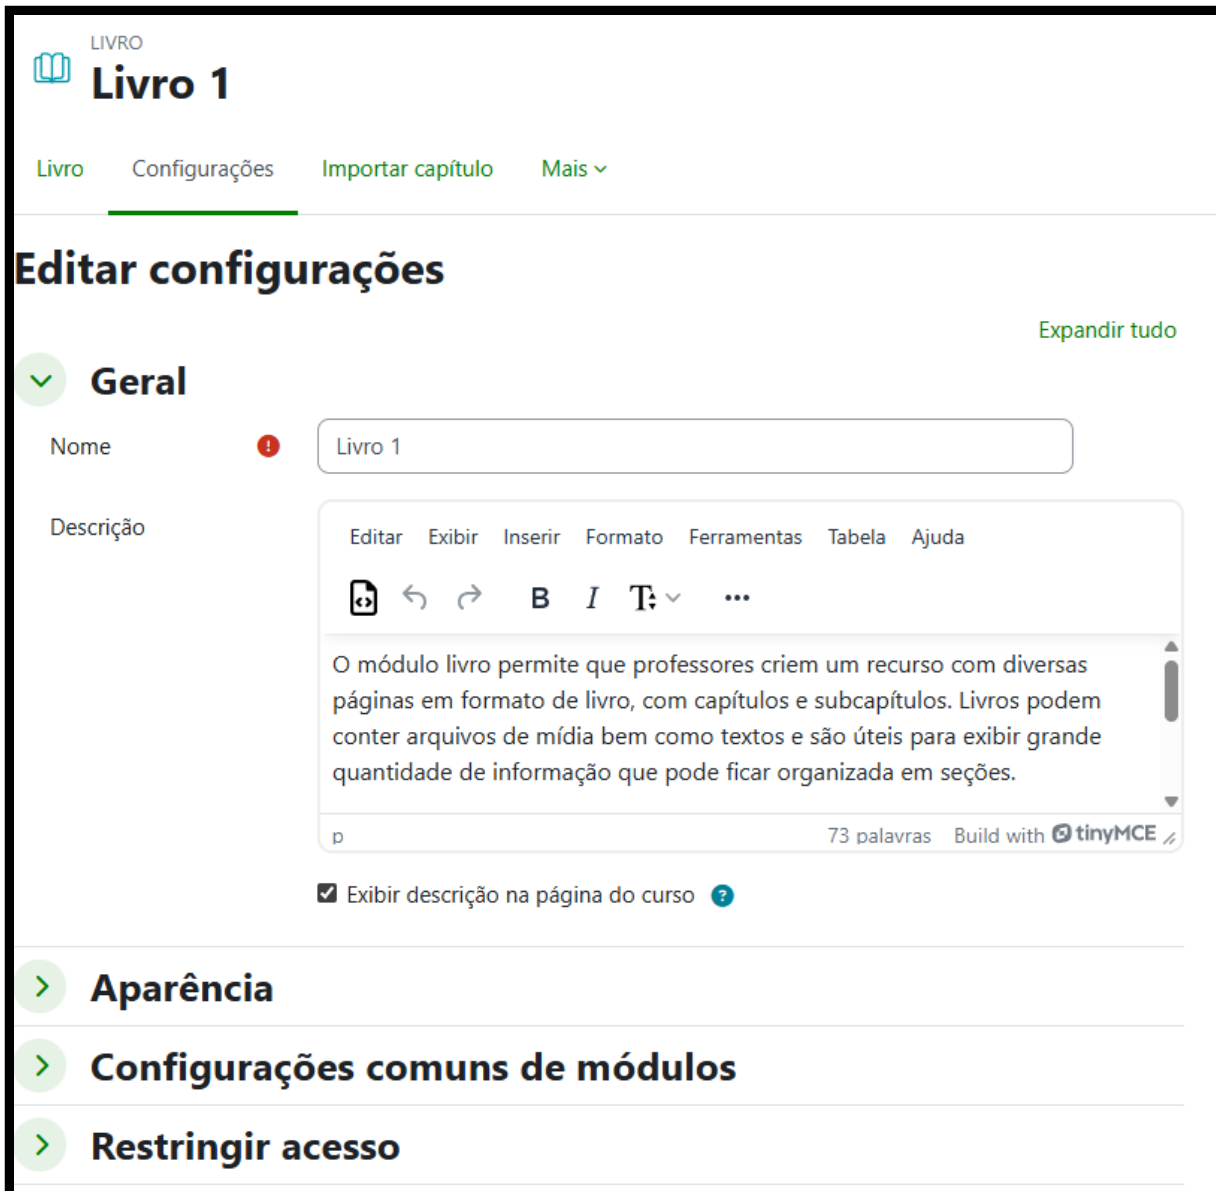 LIVRO
Livro 1
Livro Configurações Importar capítulo Mais
Editar configurações
Expandir tudo
Geral
Nome Livro 1
Descrição
Editar Exibir Inserir Formato Ferramentas Tabela Ajuda
B I T
O módulo livro permite que professores criem um recurso com diversas
páginas em formato de livro, com capítulos e subcapítulos. Livros podem
conter arquivos de mídia bem como textos e são úteis para exibir grande
quantidade de informação que pode ficar organizada em seções.
p 73 palavras Build with tinyMCE
Exibir descrição na página do curso
Aparência
Configurações comuns de módulos
Restringir acesso